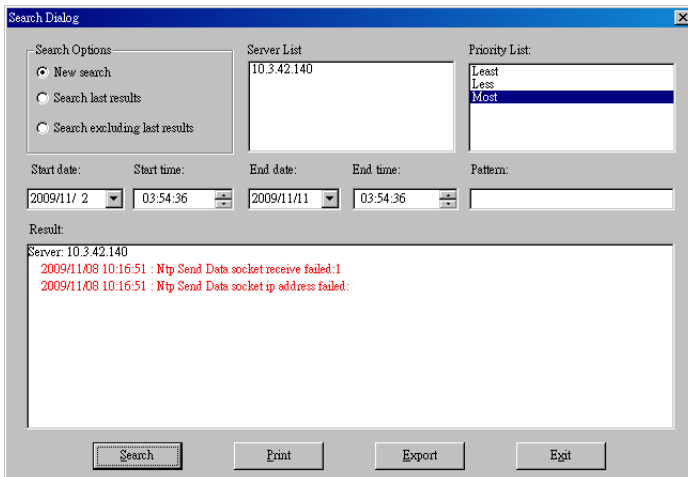 Search Dialog
Search Options
New search
Search last results
Search excluding last results
Server List
10.3.42.140
Priority List:
Least
Less
Most
Start date:
Start time:
End date:
End time:
Pattern:
2009/11/ 2
03:54:36
2009/11/11
03:54:36
Result:
Server: 10.3.42.140
2009/11/08 10:16:51 : Ntp Send Data socket receive failed:1
2009/11/08 10:16:51 : Ntp Send Data socket ip address failed:
Search
Print
Export
Exit